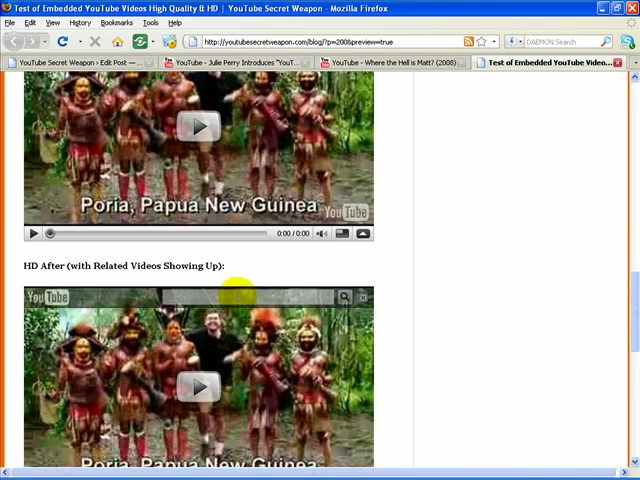 Test of Embedded YouTube Videos High Quality & HD | YouTube Secret Weapon - Mozilla Firefox
File Edit View History Bookmarks Tools Help
http://youtubesecretweapon.com/blog/?p=200&preview=true
DAEMON Search
YouTube Secret Weapon › Edit Post — ...
YouTube - Julie Perry Introduces "YouT...
YouTube - Where the Hell is Matt? (2008)
Test of Embedded YouTube Video...
Poria, Papua New Guinea
YouTube
0:00 / 0:00
HD After (with Related Videos Showing Up):
YouTube
Poria, Papua New Guinea